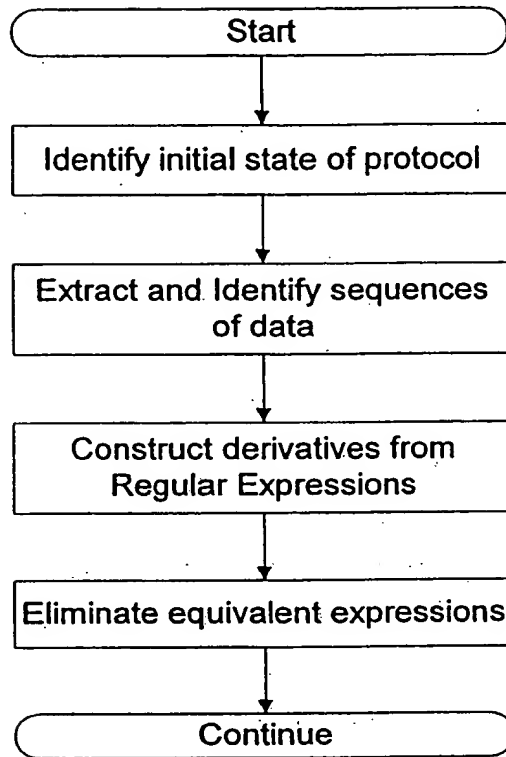 Start
Identify initial state of protocol
Extract and Identify sequences
of data
Construct derivatives from
Regular Expressions
Eliminate equivalent expressions
Continue